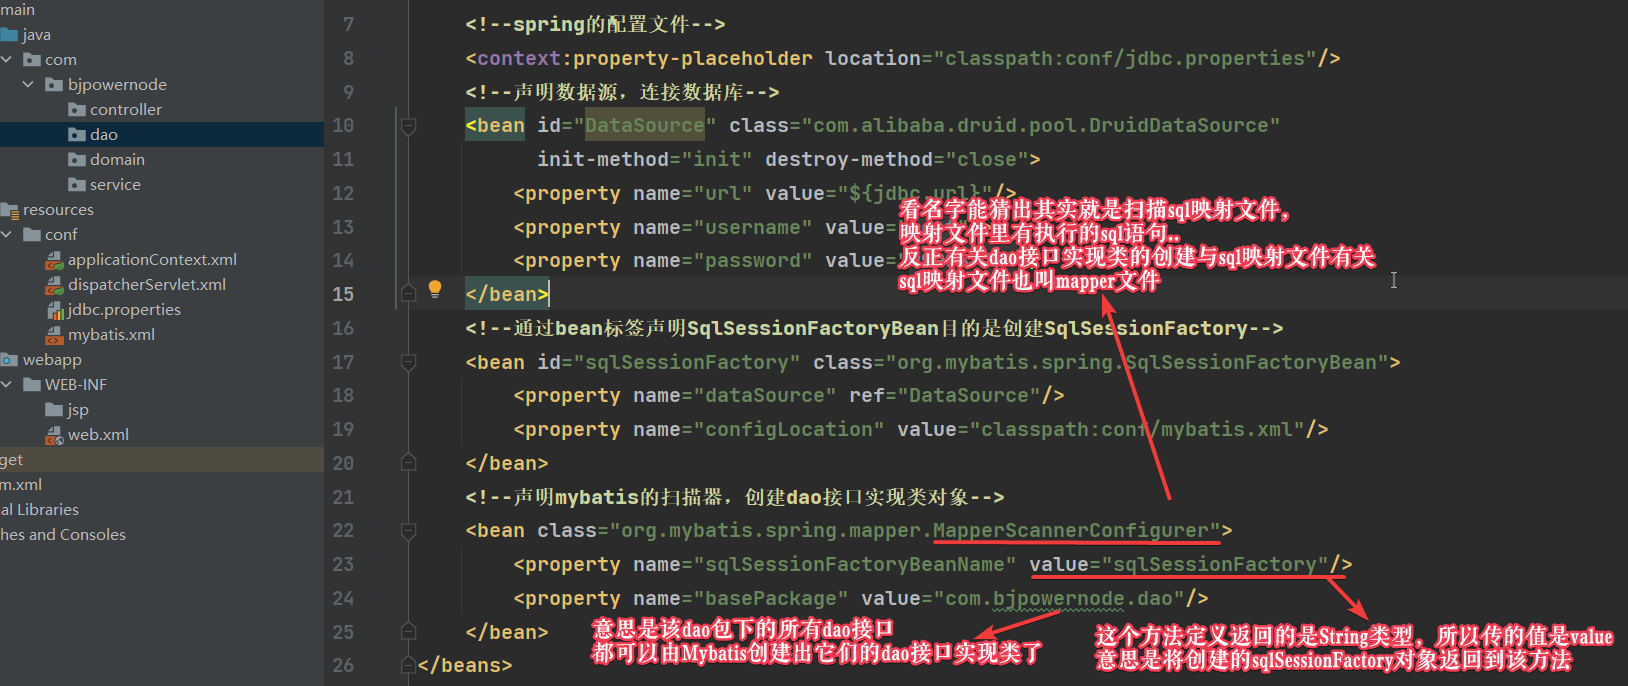 main
java
com
bjpowernode
controller
dao
domain
service
resources
conf
applicationContext.xml
dispatcherServlet.xml
jdbc.properties
mybatis.xml
webapp
WEB-INF
jsp
web.xml
get
m.xml
al Libraries
hes and Consoles
7 <!--spring的配置文件-->
8 <context:property-placeholder location="classpath:conf/jdbc.properties"/>
9 <!--声明数据源，连接数据库-->
10 <bean id="DataSource" class="com.alibaba.druid.pool.DruidDataSource"
11 init-method="init" destroy-method="close">
12 <property name="url" value="${jdbc.url}"/>
13 <property name="username" value=
14 <property name="password" value=
15 </bean>
看名字能猜出其实就是扫描sql映射文件，
映射文件里有执行的sql语句..
反正有关dao接口实现类的创建与sql映射文件有关
sql映射文件也叫mapper文件
16 <!--通过bean标签声明SqlSessionFactoryBean目的是创建SqlSessionFactory-->
17 <bean id="sqlSessionFactory" class="org.mybatis.spring.SqlSessionFactoryBean">
18 <property name="dataSource" ref="DataSource"/>
19 <property name="configLocation" value="classpath:conf/mybatis.xml"/>
20 </bean>
21 <!--声明mybatis的扫描器，创建dao接口实现类对象-->
22 <bean class="org.mybatis.spring.mapper.MapperScannerConfigurer">
23 <property name="sqlSessionFactoryBeanName" value="sqlSessionFactory"/>
24 <property name="basePackage" value="com.bjpowernode.dao"/>
25 </bean>
26 </beans>
意思是该dao包下的所有dao接口
都可以由Mybatis创建出它们的dao接口实现类了
这个方法定义返回的是String类型，所以传的值是value
意思是将创建的sqlSessionFactory对象返回到该方法